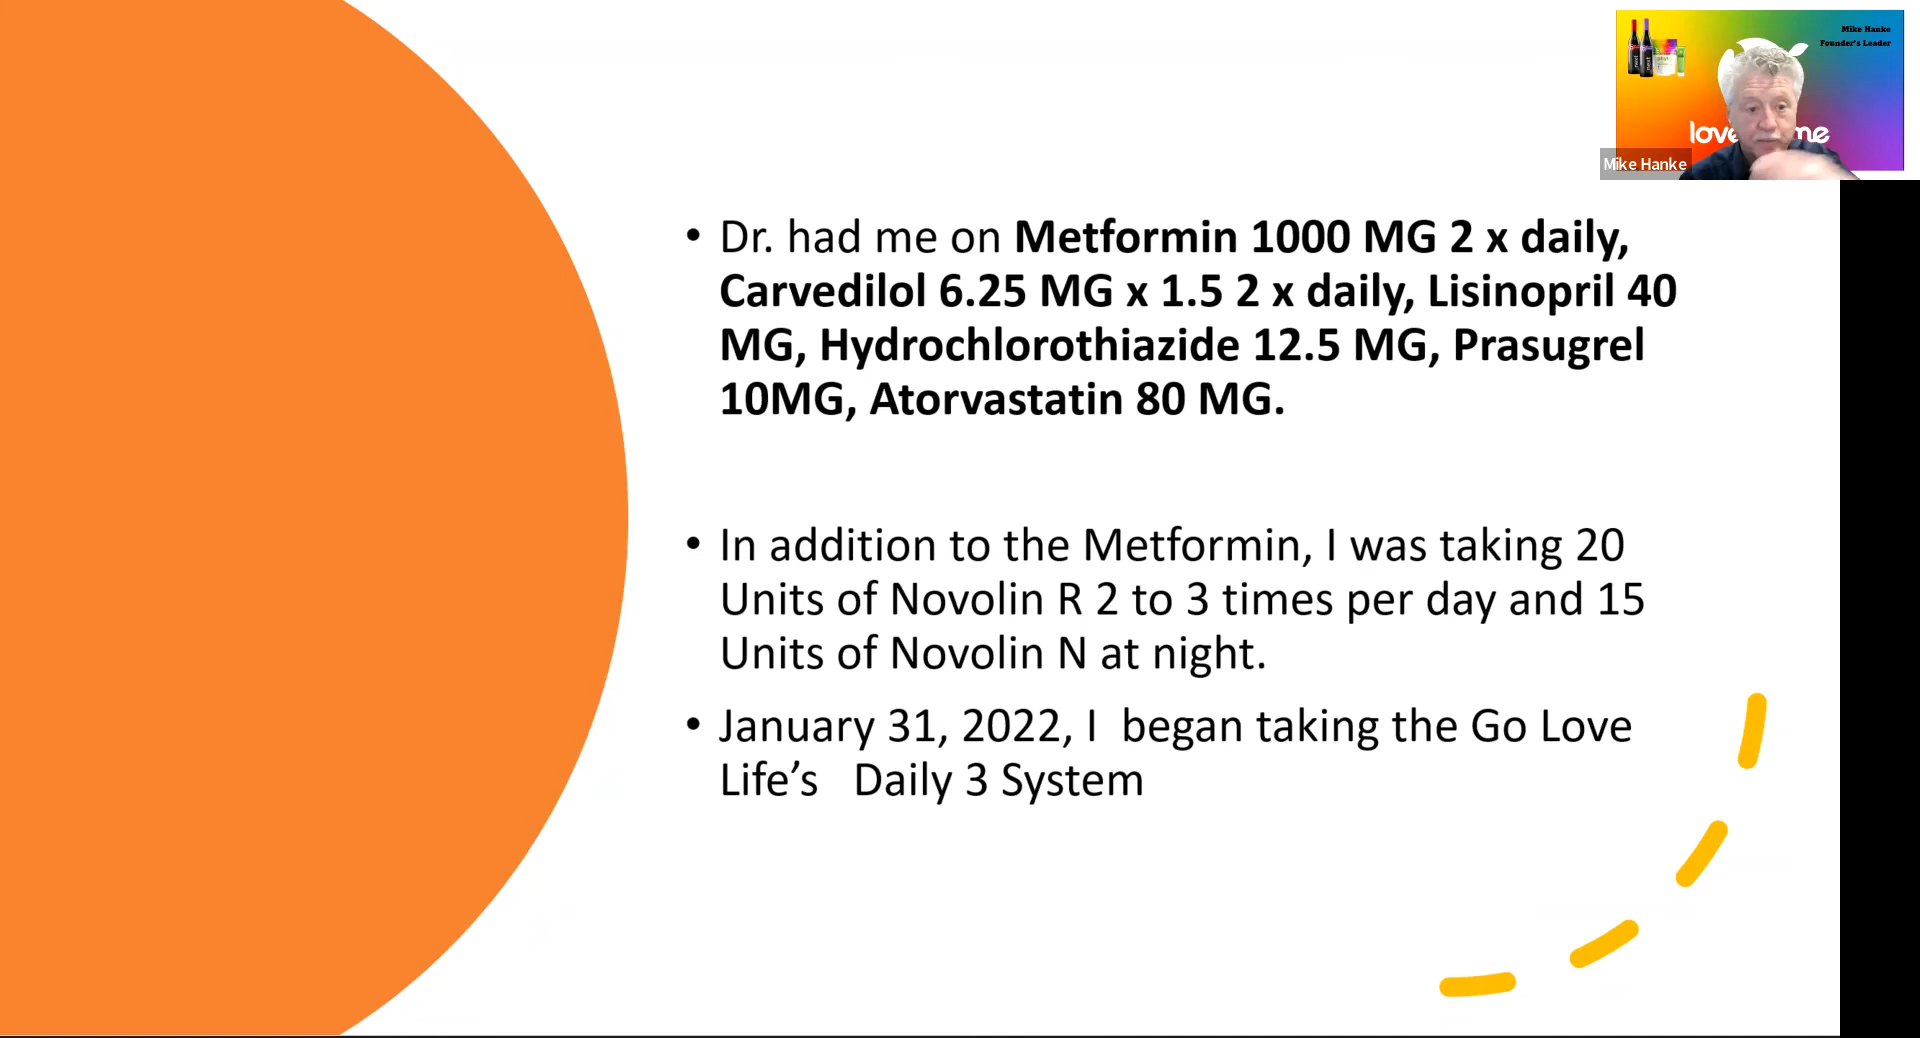 Mike Hanke
Founder's Leader
love me
Mike Hanke
• Dr. had me on Metformin 1000 MG 2 x daily,
Carvedilol 6.25 MG x 1.5 2 x daily, Lisinopril 40
MG, Hydrochlorothiazide 12.5 MG, Prasugrel
10MG, Atorvastatin 80 MG.
• In addition to the Metformin, I was taking 20
Units of Novolin R 2 to 3 times per day and 15
Units of Novolin N at night.
• January 31, 2022, I  began taking the Go Love
Life’s   Daily 3 System